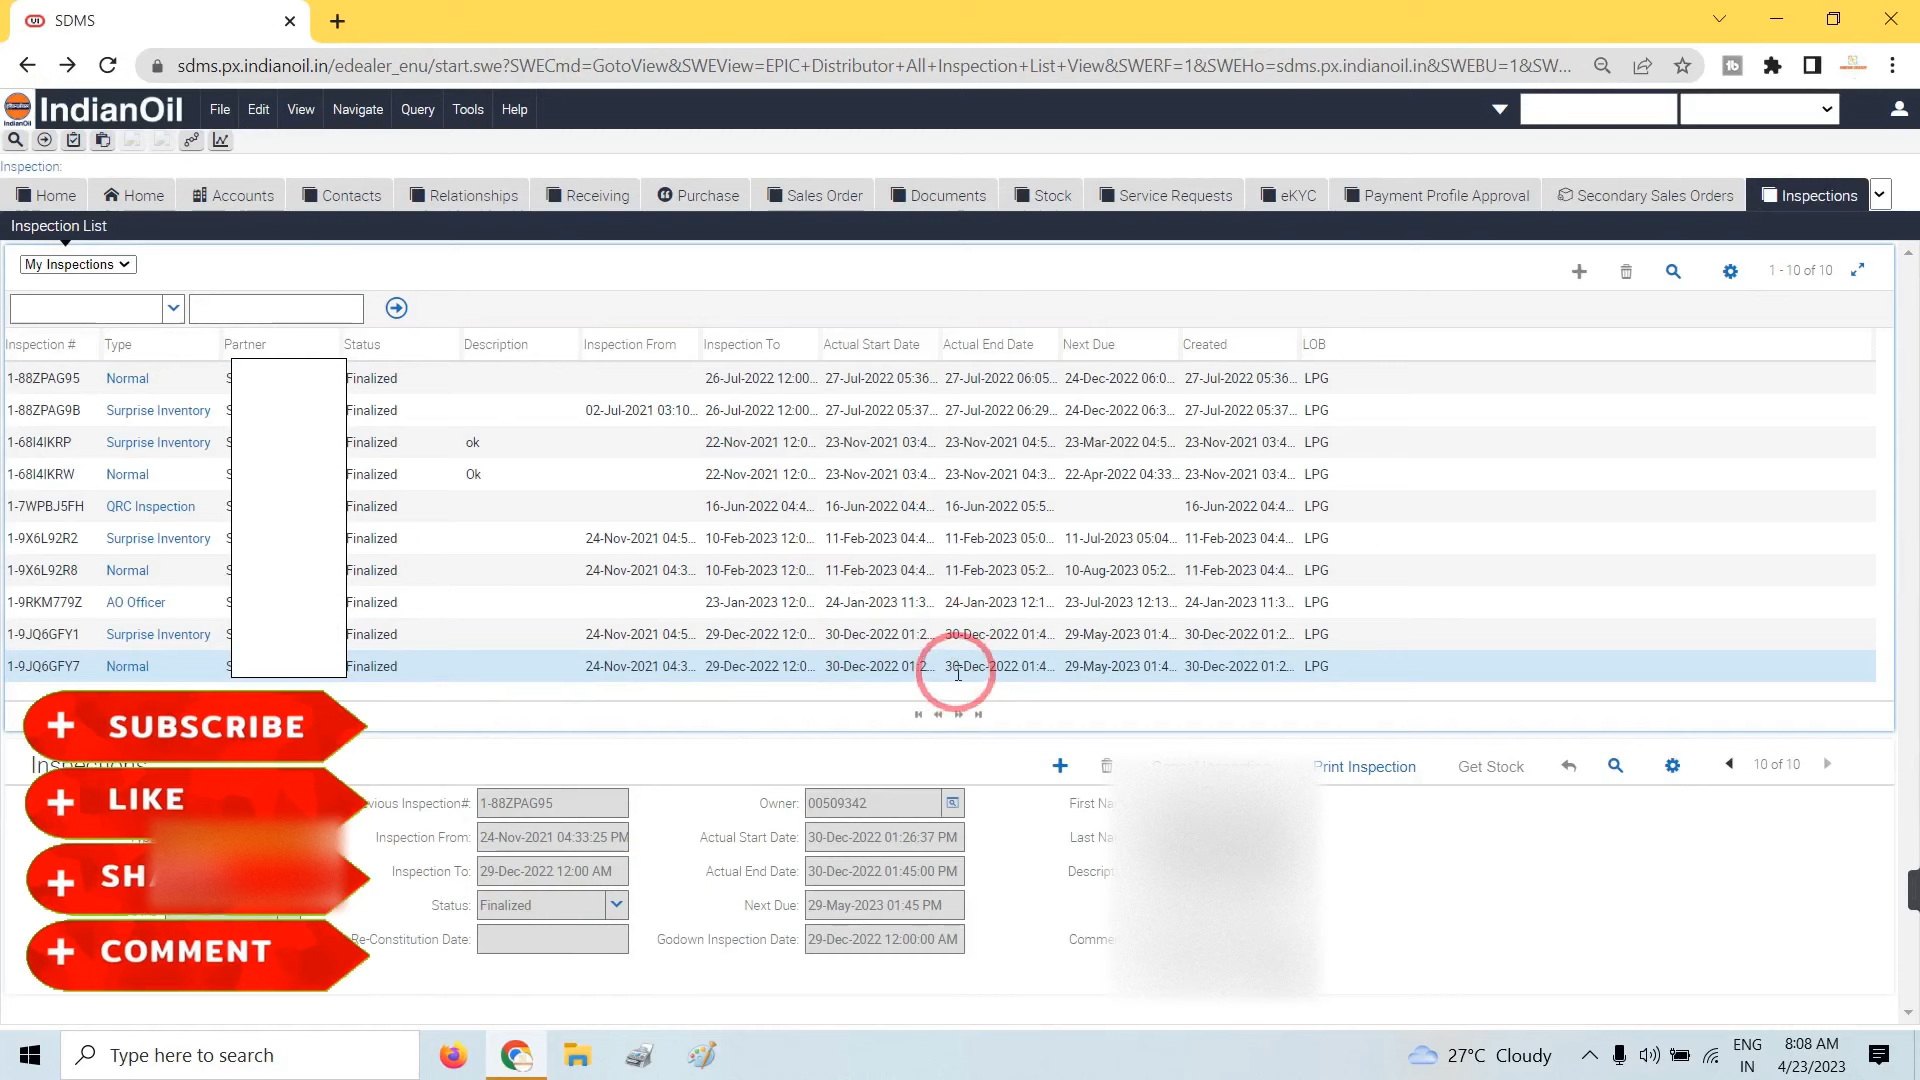 SDMS
sdms.px.indianoil.in/edealer_enu/start.swe?SWECmd=GotoView&SWEView=EPIC+Distributor+All+Inspection+List+View&SWERF=1&SWEHo=sdms.px.indianoil.in&SWEBU=1&SW...
IndianOil File Edit View Navigate Query Tools Help
Inspection:
Home Home Accounts Contacts Relationships Receiving Purchase Sales Order Documents Stock Service Requests eKYC Payment Profile Approval Secondary Sales Orders Inspections
Inspection List
My Inspections 1 - 10 of 10
Inspection # Type Partner Status Description Inspection From Inspection To Actual Start Date Actual End Date Next Due Created LOB
1-88ZPAG95 Normal S Finalized 26-Jul-2022 12:00... 27-Jul-2022 05:36... 27-Jul-2022 06:05... 24-Dec-2022 06:0... 27-Jul-2022 05:36... LPG
1-88ZPAG9B Surprise Inventory S Finalized 02-Jul-2021 03:10... 26-Jul-2022 12:00... 27-Jul-2022 05:37... 27-Jul-2022 06:29... 24-Dec-2022 06:3... 27-Jul-2022 05:37... LPG
1-68I4IKRP Surprise Inventory S Finalized ok 22-Nov-2021 12:0... 23-Nov-2021 03:4... 23-Nov-2021 04:5... 23-Mar-2022 04:5... 23-Nov-2021 03:4... LPG
1-68I4IKRW Normal S Finalized Ok 22-Nov-2021 12:0... 23-Nov-2021 03:4... 23-Nov-2021 04:3... 22-Apr-2022 04:33... 23-Nov-2021 03:4... LPG
1-7WPBJ5FH QRC Inspection S Finalized 16-Jun-2022 04:4... 16-Jun-2022 04:4... 16-Jun-2022 05:5... 16-Jun-2022 04:4... LPG
1-9X6L92R2 Surprise Inventory S Finalized 24-Nov-2021 04:5... 10-Feb-2023 12:0... 11-Feb-2023 04:4... 11-Feb-2023 05:0... 11-Jul-2023 05:04... 11-Feb-2023 04:4... LPG
1-9X6L92R8 Normal S Finalized 24-Nov-2021 04:3... 10-Feb-2023 12:0... 11-Feb-2023 04:4... 11-Feb-2023 05:2... 10-Aug-2023 05:2... 11-Feb-2023 04:4... LPG
1-9RKM779Z AO Officer S Finalized 23-Jan-2023 12:0... 24-Jan-2023 11:3... 24-Jan-2023 12:1... 23-Jul-2023 12:13... 24-Jan-2023 11:3... LPG
1-9JQ6GFY1 Surprise Inventory S Finalized 24-Nov-2021 04:5... 29-Dec-2022 12:0... 30-Dec-2022 01:2... 30-Dec-2022 01:4... 29-May-2023 01:4... 30-Dec-2022 01:2... LPG
1-9JQ6GFY7 Normal S Finalized 24-Nov-2021 04:3... 29-Dec-2022 12:0... 30-Dec-2022 01:2... 30-Dec-2022 01:4... 29-May-2023 01:4... 30-Dec-2022 01:2... LPG
+ SUBSCRIBE
Inspections Print Inspection Get Stock 10 of 10
+ LIKE
vious Inspection#: 1-88ZPAG95 Owner: 00509342 First Na
Inspection From: 24-Nov-2021 04:33:25 PM Actual Start Date: 30-Dec-2022 01:26:37 PM Last Na
+ SHA
Inspection To: 29-Dec-2022 12:00 AM Actual End Date: 30-Dec-2022 01:45:00 PM Descript
Status: Finalized Next Due: 29-May-2023 01:45 PM
+ COMMENT
Re-Constitution Date: Godown Inspection Date: 29-Dec-2022 12:00:00 AM Comme
Type here to search 27°C Cloudy ENG 8:08 AM
IN 4/23/2023